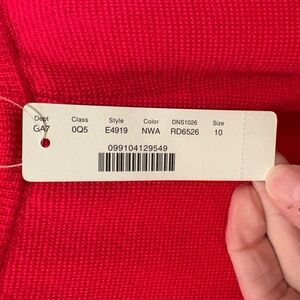 Dept Class Style Color DNS1026 Size
GA7 0Q5 E4919 NWA RD6526 10
099104129549